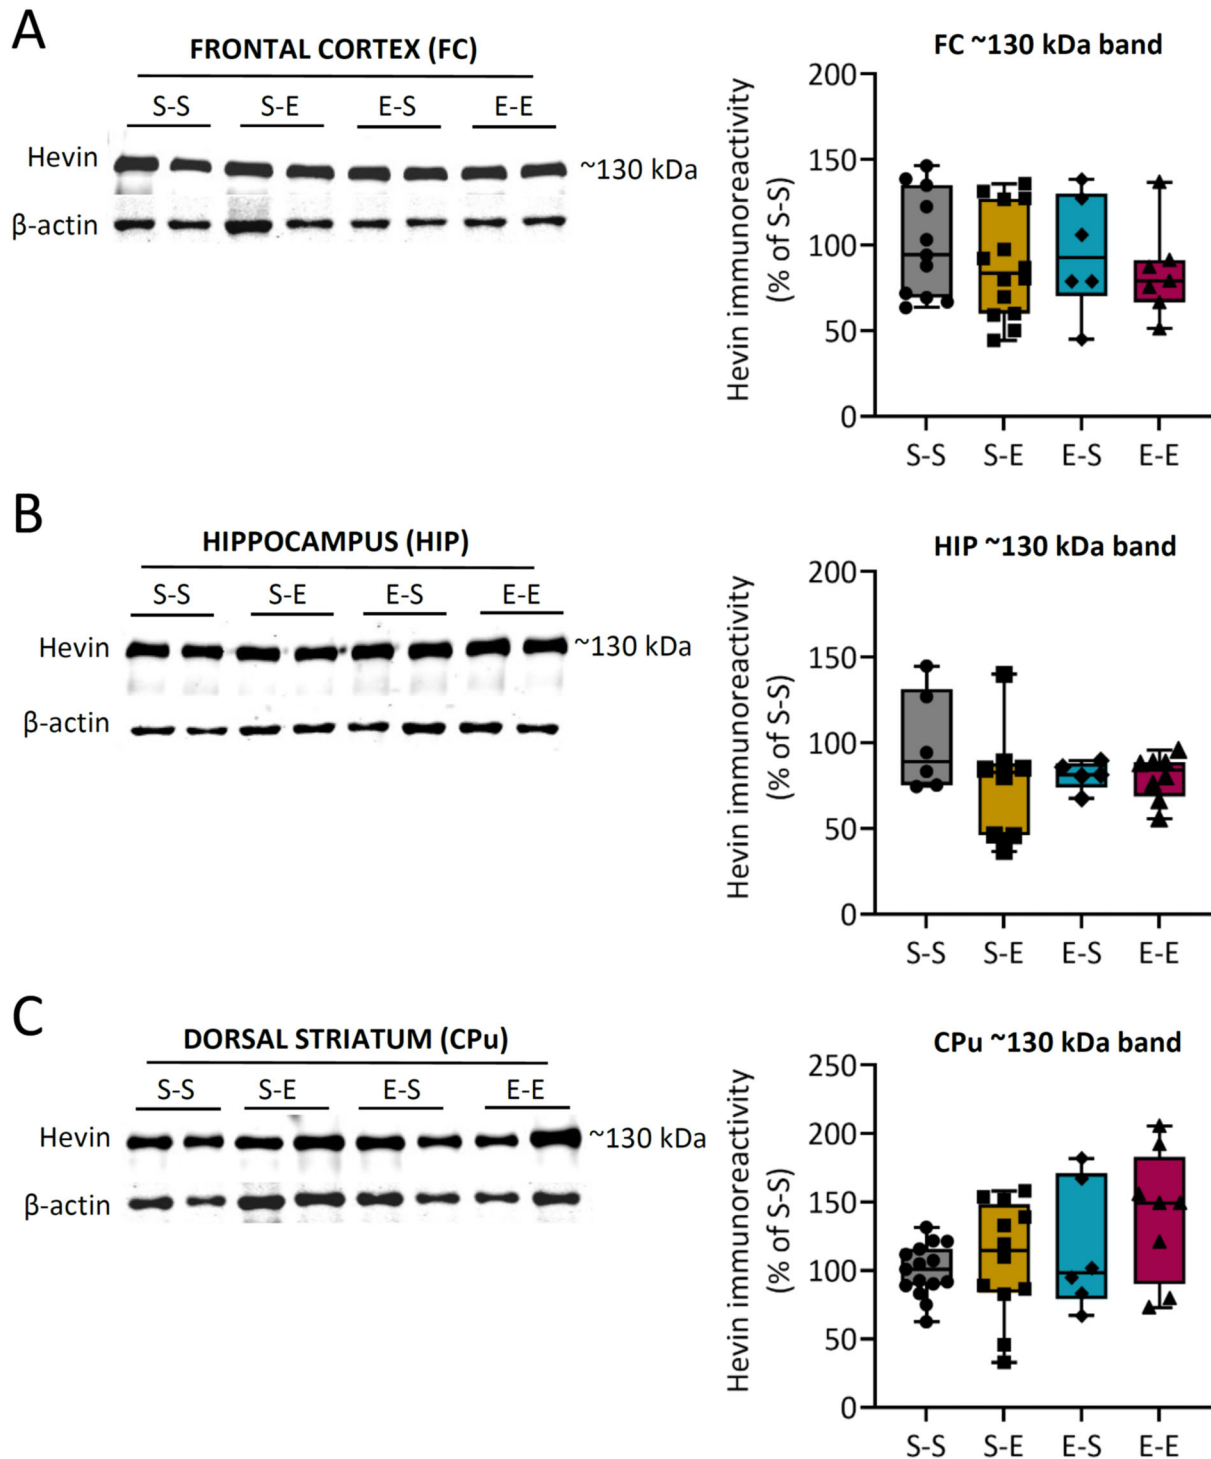 A
FRONTAL CORTEX (FC)
S-S S-E E-S E-E
Hevin
~130 kDa
β-actin
FC ~130 kDa band
Hevin immunoreactivity
(% of S-S)
200
150
100
50
0
S-S S-E E-S E-E
B
HIPPOCAMPUS (HIP)
S-S S-E E-S E-E
Hevin
~130 kDa
β-actin
HIP ~130 kDa band
Hevin immunoreactivity
(% of S-S)
200
150
100
50
0
S-S S-E E-S E-E
C
DORSAL STRIATUM (CPu)
S-S S-E E-S E-E
Hevin
~130 kDa
β-actin
CPu ~130 kDa band
Hevin immunoreactivity
(% of S-S)
250
200
150
100
50
0
S-S S-E E-S E-E